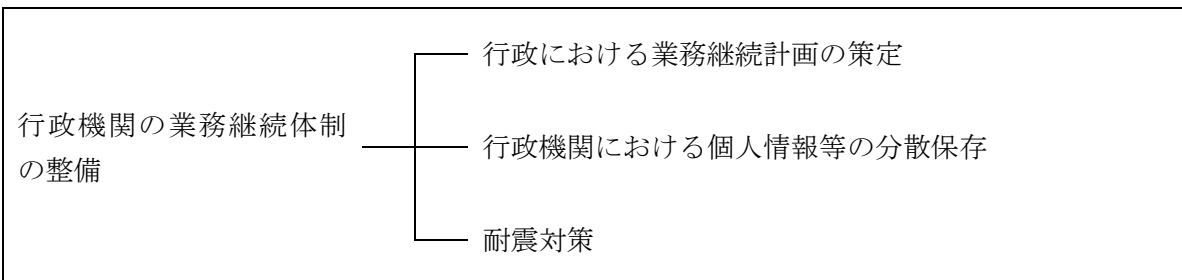 行政における業務継続計画の策定
行政機関の業務継続体制
の整備
行政機関における個人情報等の分散保存
耐震対策